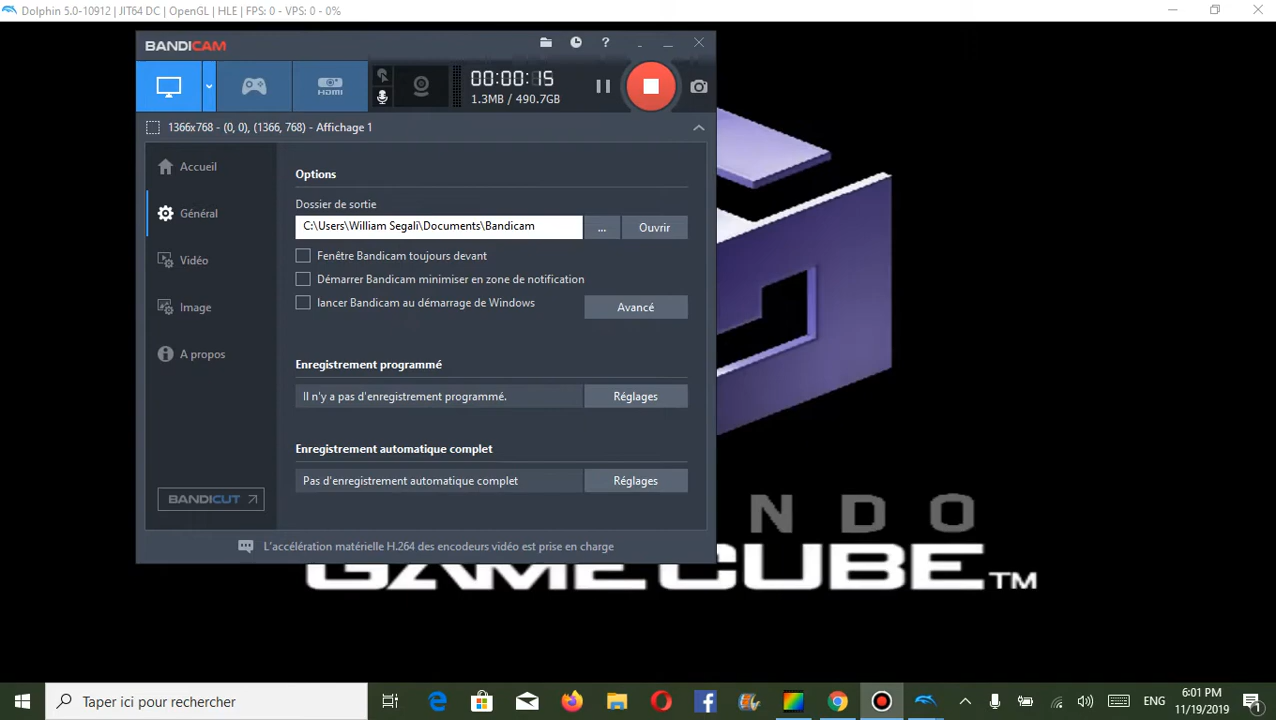 Dolphin 5.0-10912 | JIT64 DC | OpenGL | HLE | FPS: 0 - VPS: 0 - 0%
BANDICAM
?
HDMI
00:00:15
1.3MB / 490.7GB
1366x768 - (0, 0), (1366, 768) - Affichage 1
Accueil
Général
Vidéo
Image
A propos
BANDICUT
Options
Dossier de sortie
C:\Users\William Segali\Documents\Bandicam
...
Ouvrir
Fenêtre Bandicam toujours devant
Démarrer Bandicam minimiser en zone de notification
lancer Bandicam au démarrage de Windows
Avancé
Enregistrement programmé
Il n'y a pas d'enregistrement programmé.
Réglages
Enregistrement automatique complet
Pas d'enregistrement automatique complet
Réglages
L'accélération matérielle H.264 des encodeurs vidéo est prise en charge
NDO
GAMECUBE™
Taper ici pour rechercher
ENG
6:01 PM
11/19/2019
1